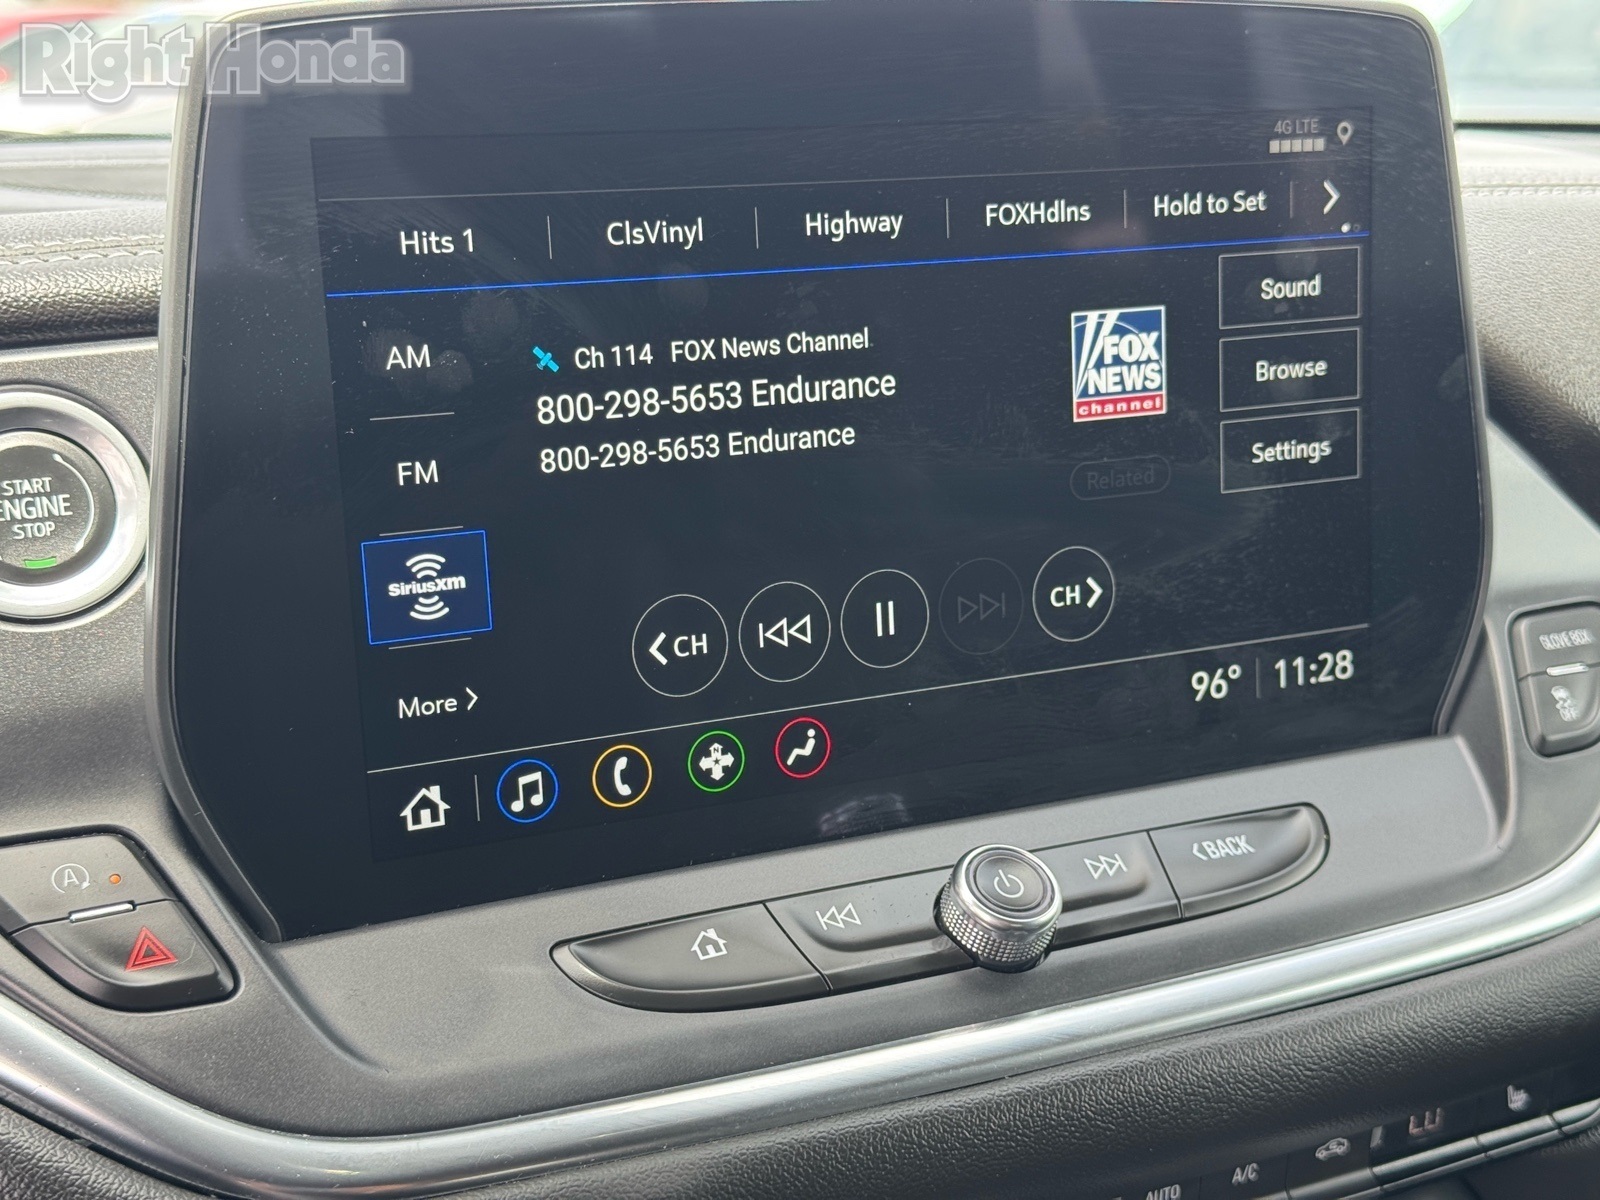 Right Honda
4G LTE
Hits 1
ClsVinyl
Highway
FOXHdlns
Hold to Set
Sound
AM
Ch 114 FOX News Channel
FOX
NEWS
channel
Browse
800-298-5653 Endurance
800-298-5653 Endurance
Related
Settings
FM
START
ENGINE
STOP
SiriusXM
CH
CH
More
96° 11:28
N
GLOVE BOX
OFF
A
BACK
A/C
AUTO
LO